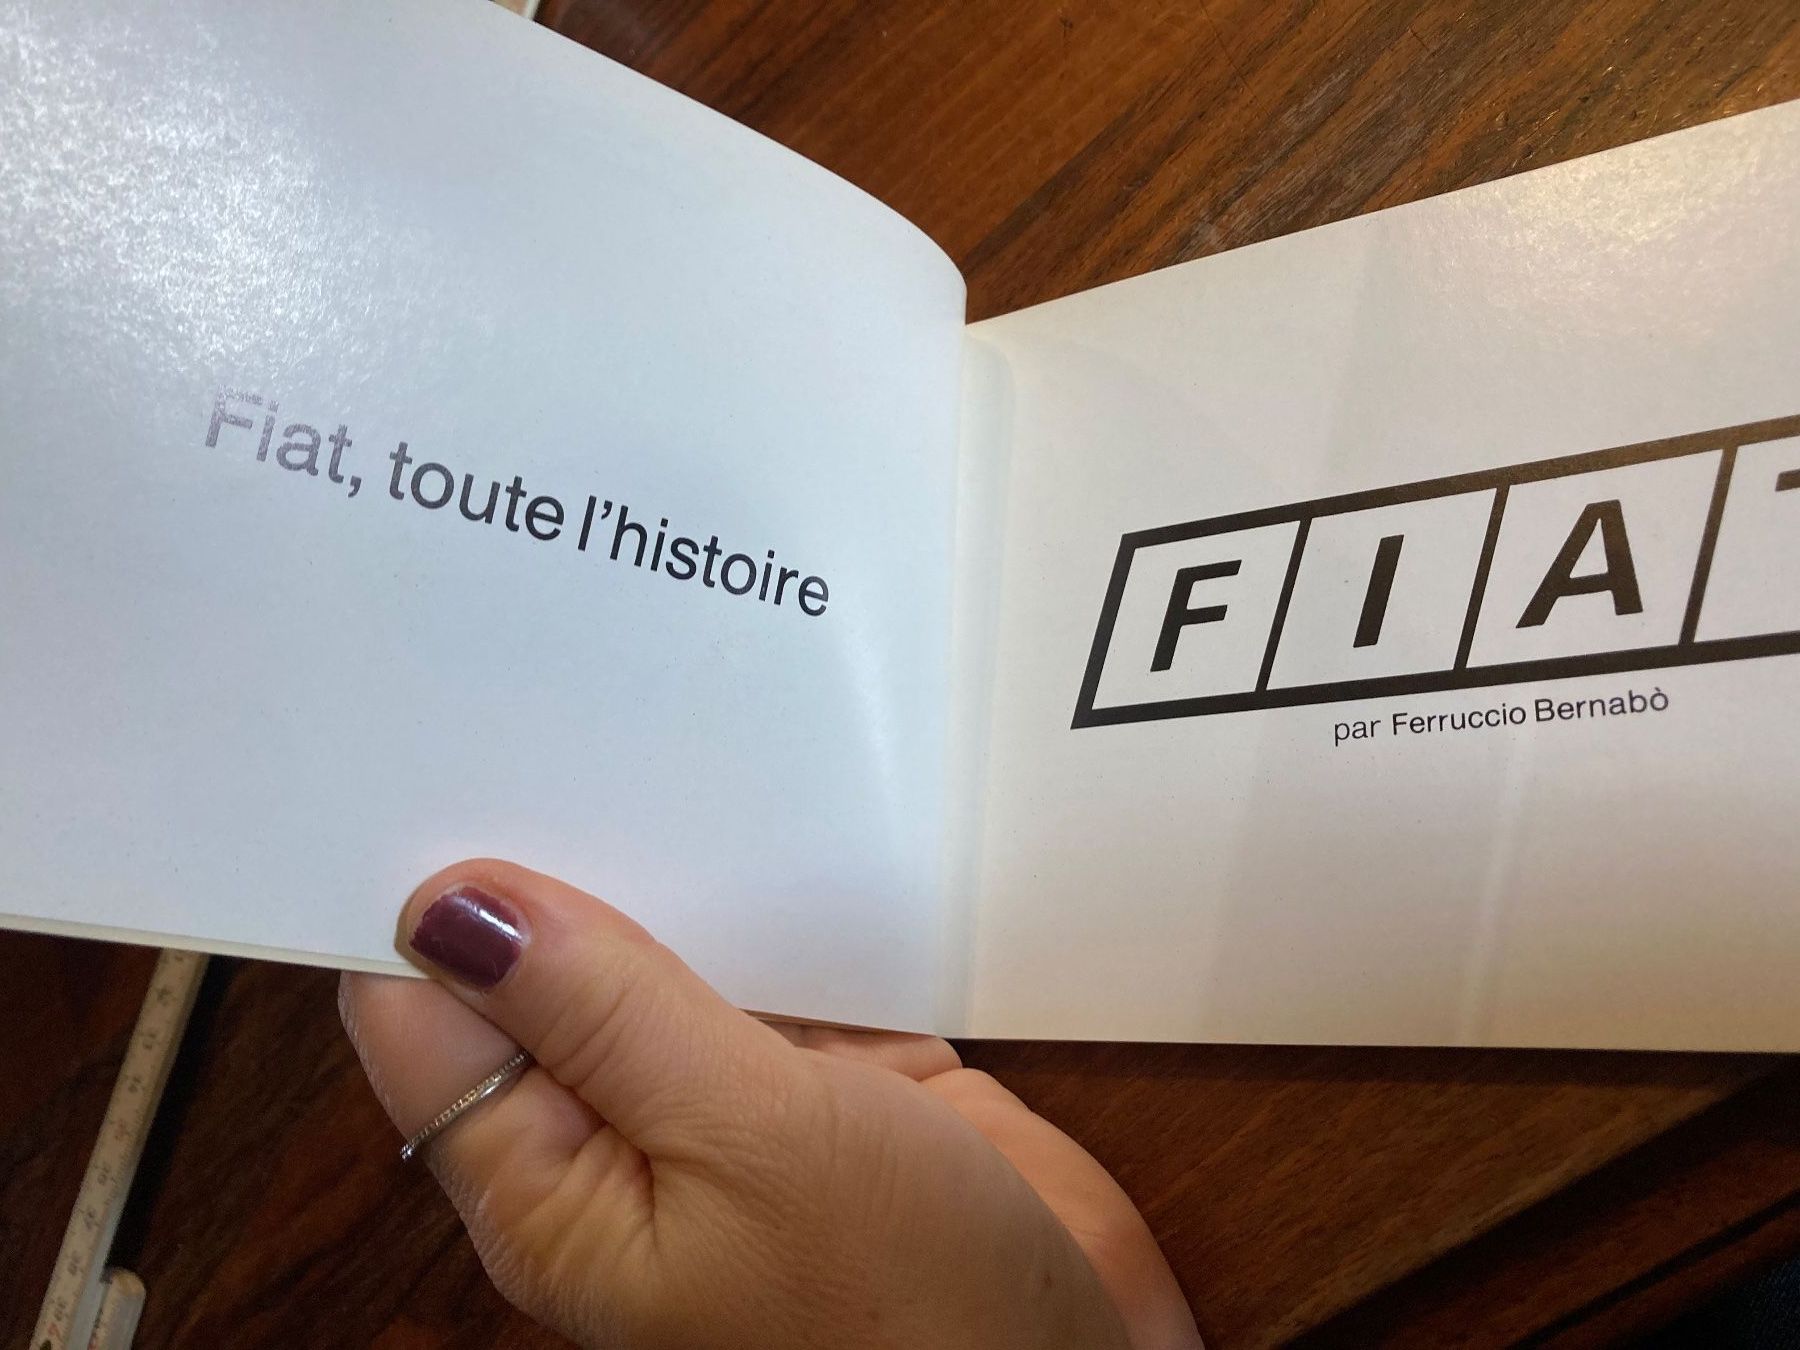 Fiat, toute l'histoire
FIAT
par Ferruccio Bernabò